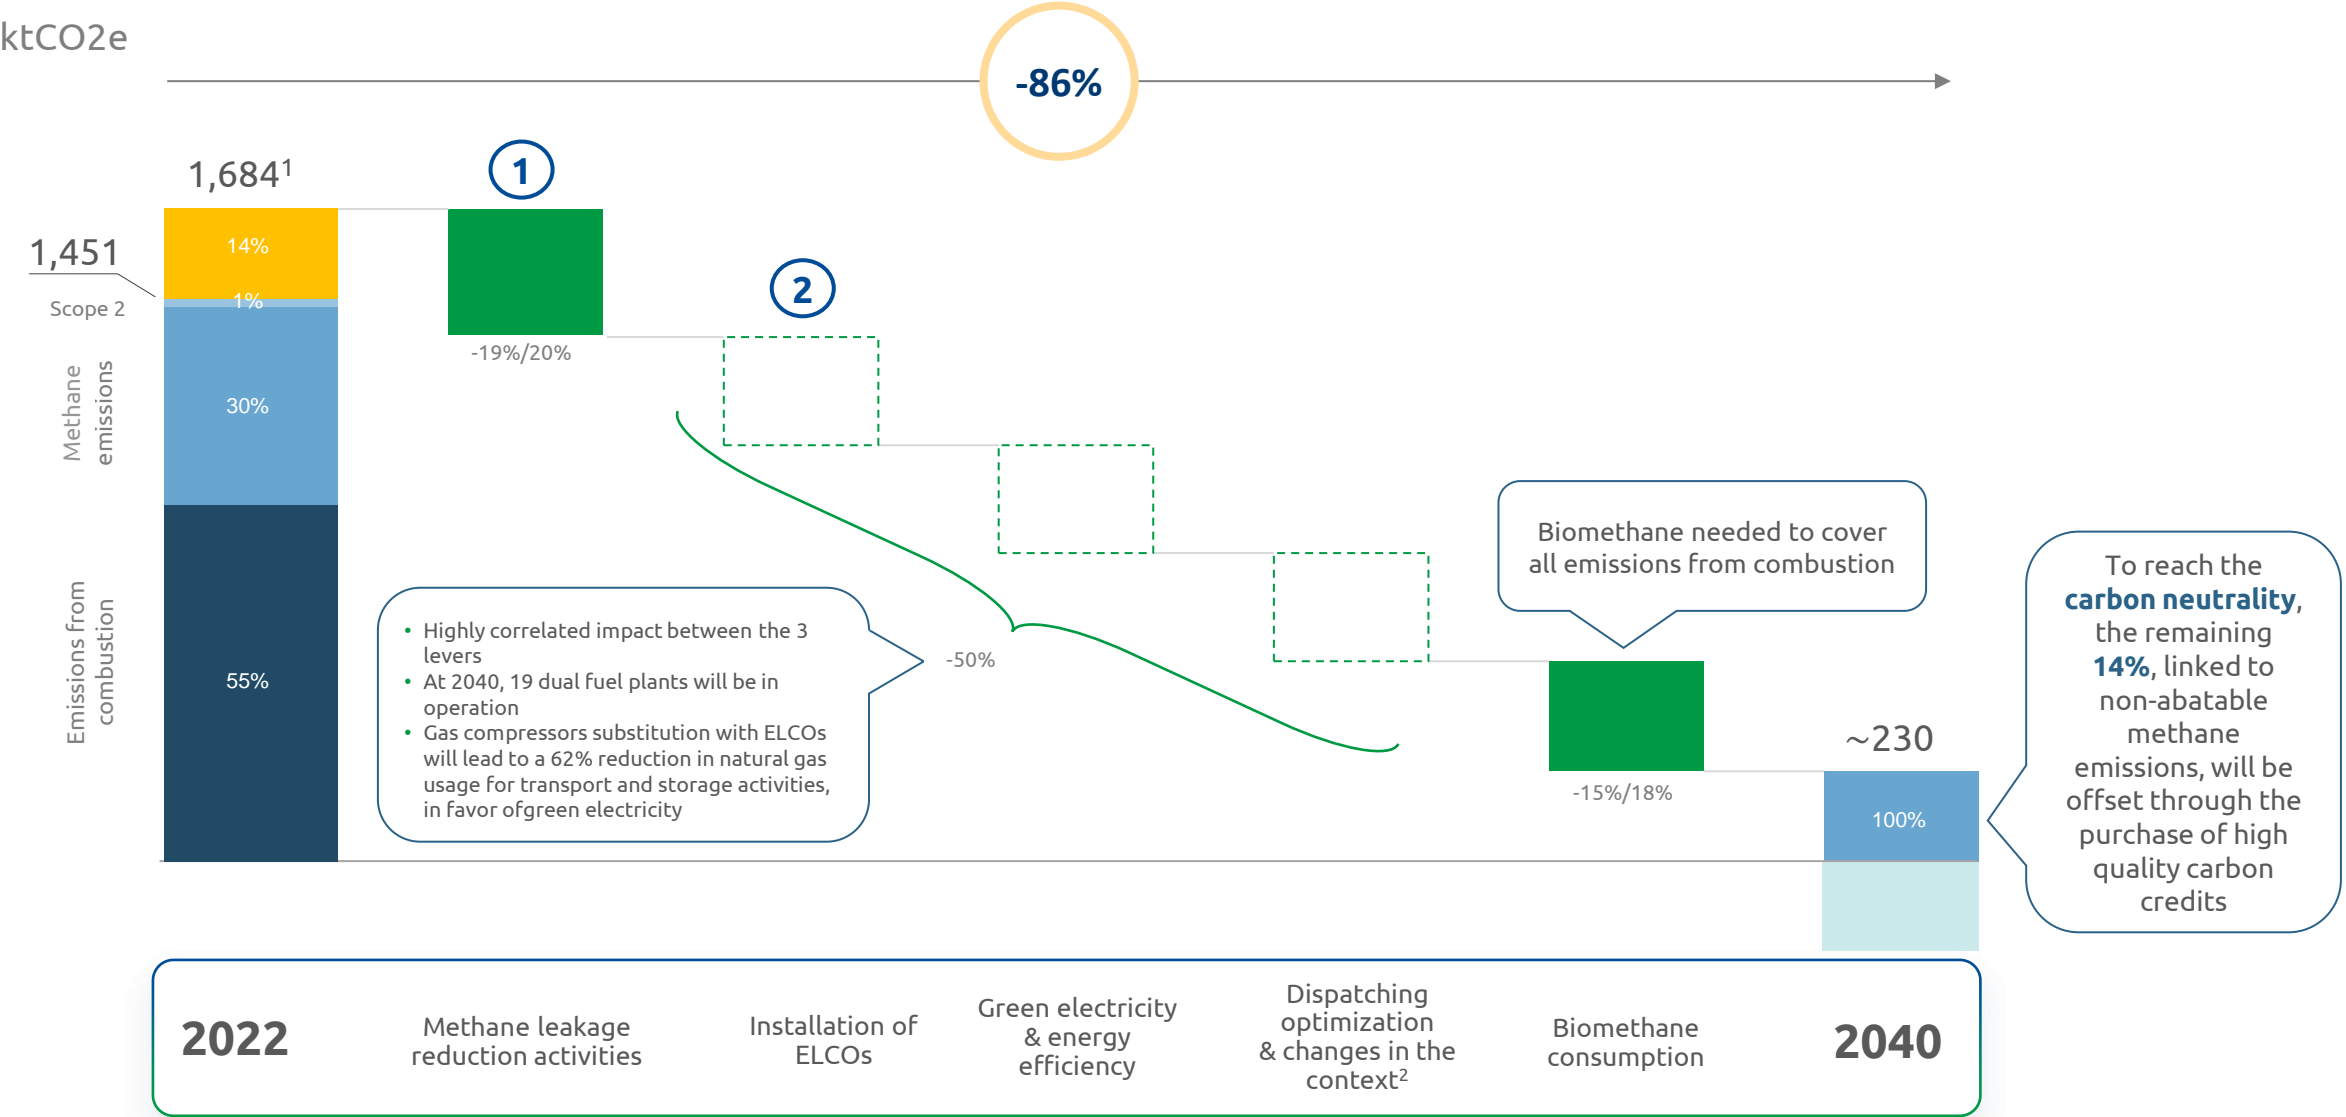 ktCO2e
-86%
1,684¹
1
14%
1,451
2
1%
Scope 2
-19%/20%
Methane
emissions
30%
Biomethane needed to cover
all emissions from combustion
To reach the
carbon neutrality,
the remaining
14%, linked to
non-abatable
methane
emissions, will be
offset through the
purchase of high
quality carbon
credits
Emissions from
combustion
55%
• Highly correlated impact between the 3
levers
• At 2040, 19 dual fuel plants will be in
operation
• Gas compressors substitution with ELCOs
will lead to a 62% reduction in natural gas
usage for transport and storage activities,
in favor ofgreen electricity
-50%
~230
-15%/18%
100%
2022
Methane leakage
reduction activities
Installation of
ELCOs
Green electricity
& energy
efficiency
Dispatching
optimization
& changes in the
context²
Biomethane
consumption
2040